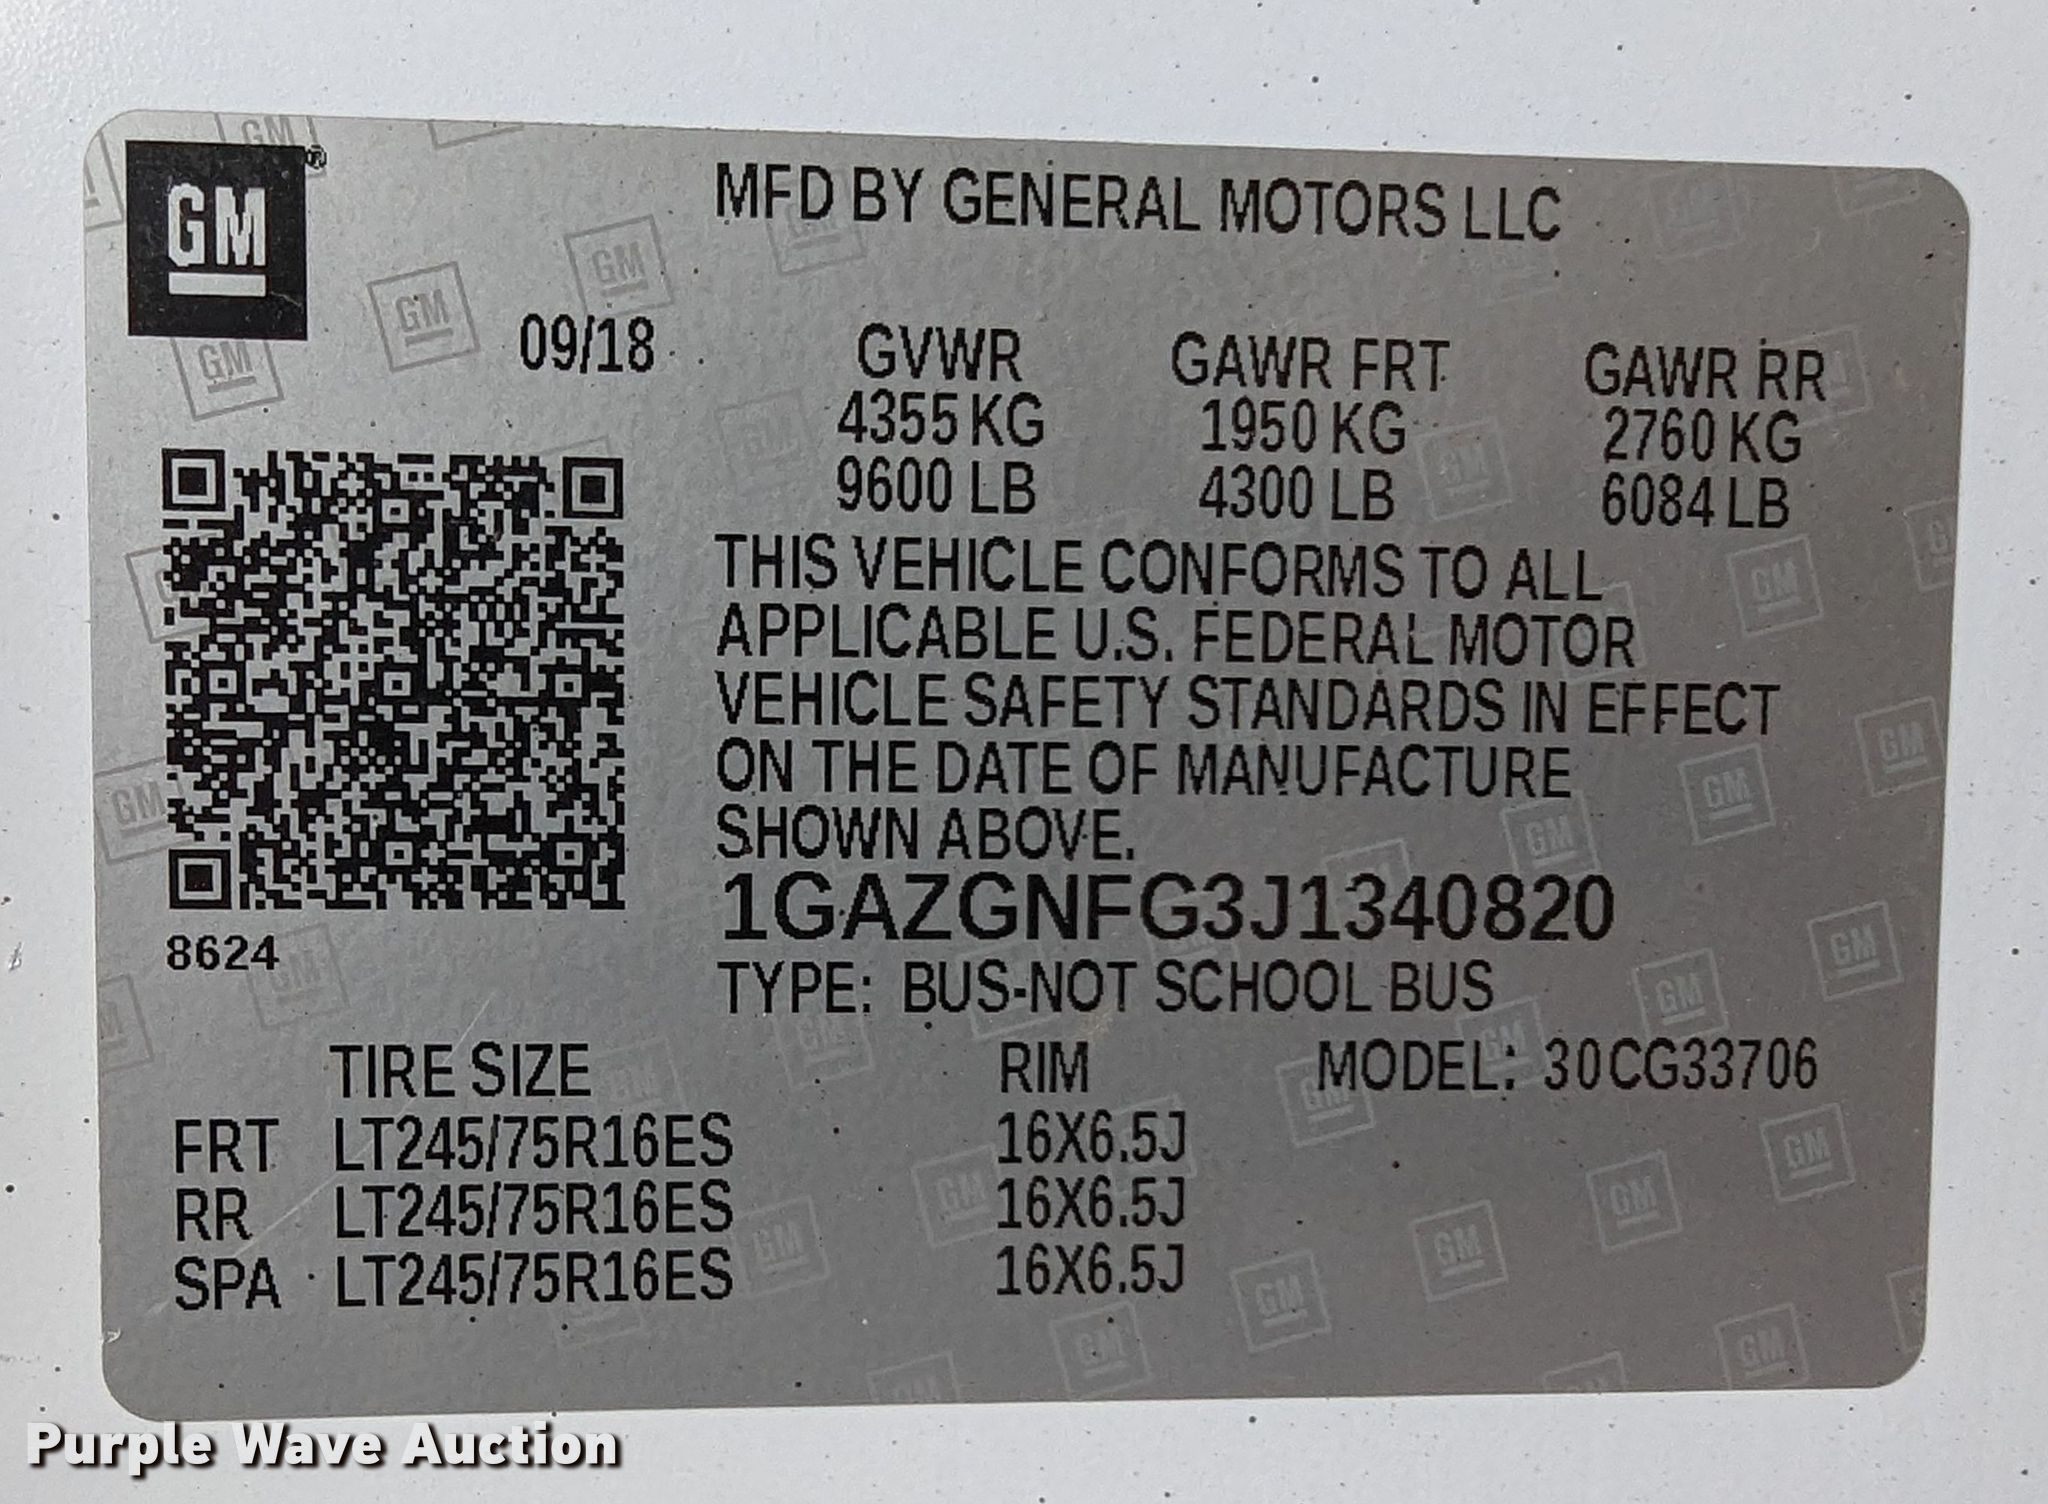 GM®
MFD BY GENERAL MOTORS LLC
09/18
GVWR GAWR FRT GAWR RR
4355 KG 1950 KG 2760 KG
9600 LB 4300 LB 6084 LB
THIS VEHICLE CONFORMS TO ALL
APPLICABLE U.S. FEDERAL MOTOR
VEHICLE SAFETY STANDARDS IN EFFECT
ON THE DATE OF MANUFACTURE
SHOWN ABOVE.
1GAZGNFG3J1340820
8624
TYPE: BUS-NOT SCHOOL BUS
TIRE SIZE RIM MODEL: 30CG33706
FRT LT245/75R16ES 16X6.5J
RR LT245/75R16ES 16X6.5J
SPA LT245/75R16ES 16X6.5J
Purple Wave Auction